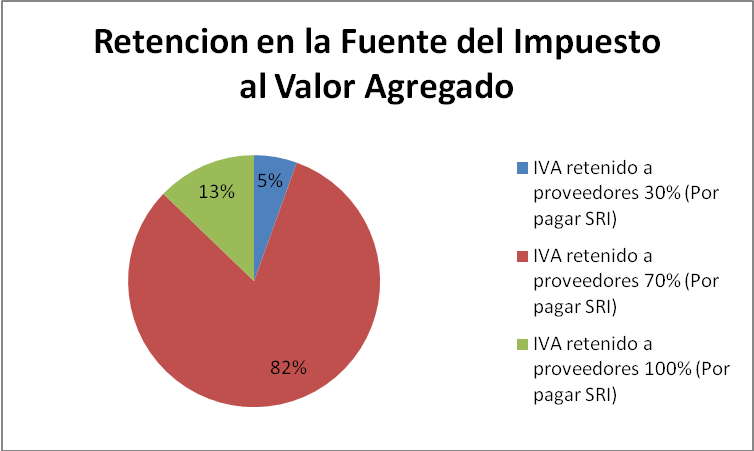 Retencion en la Fuente del Impuesto
al Valor Agregado
5%
13%
82%
IVA retenido a
proveedores 30% (Por
pagar SRI)
IVA retenido a
proveedores 70% (Por
pagar SRI)
IVA retenido a
proveedores 100% (Por
pagar SRI)